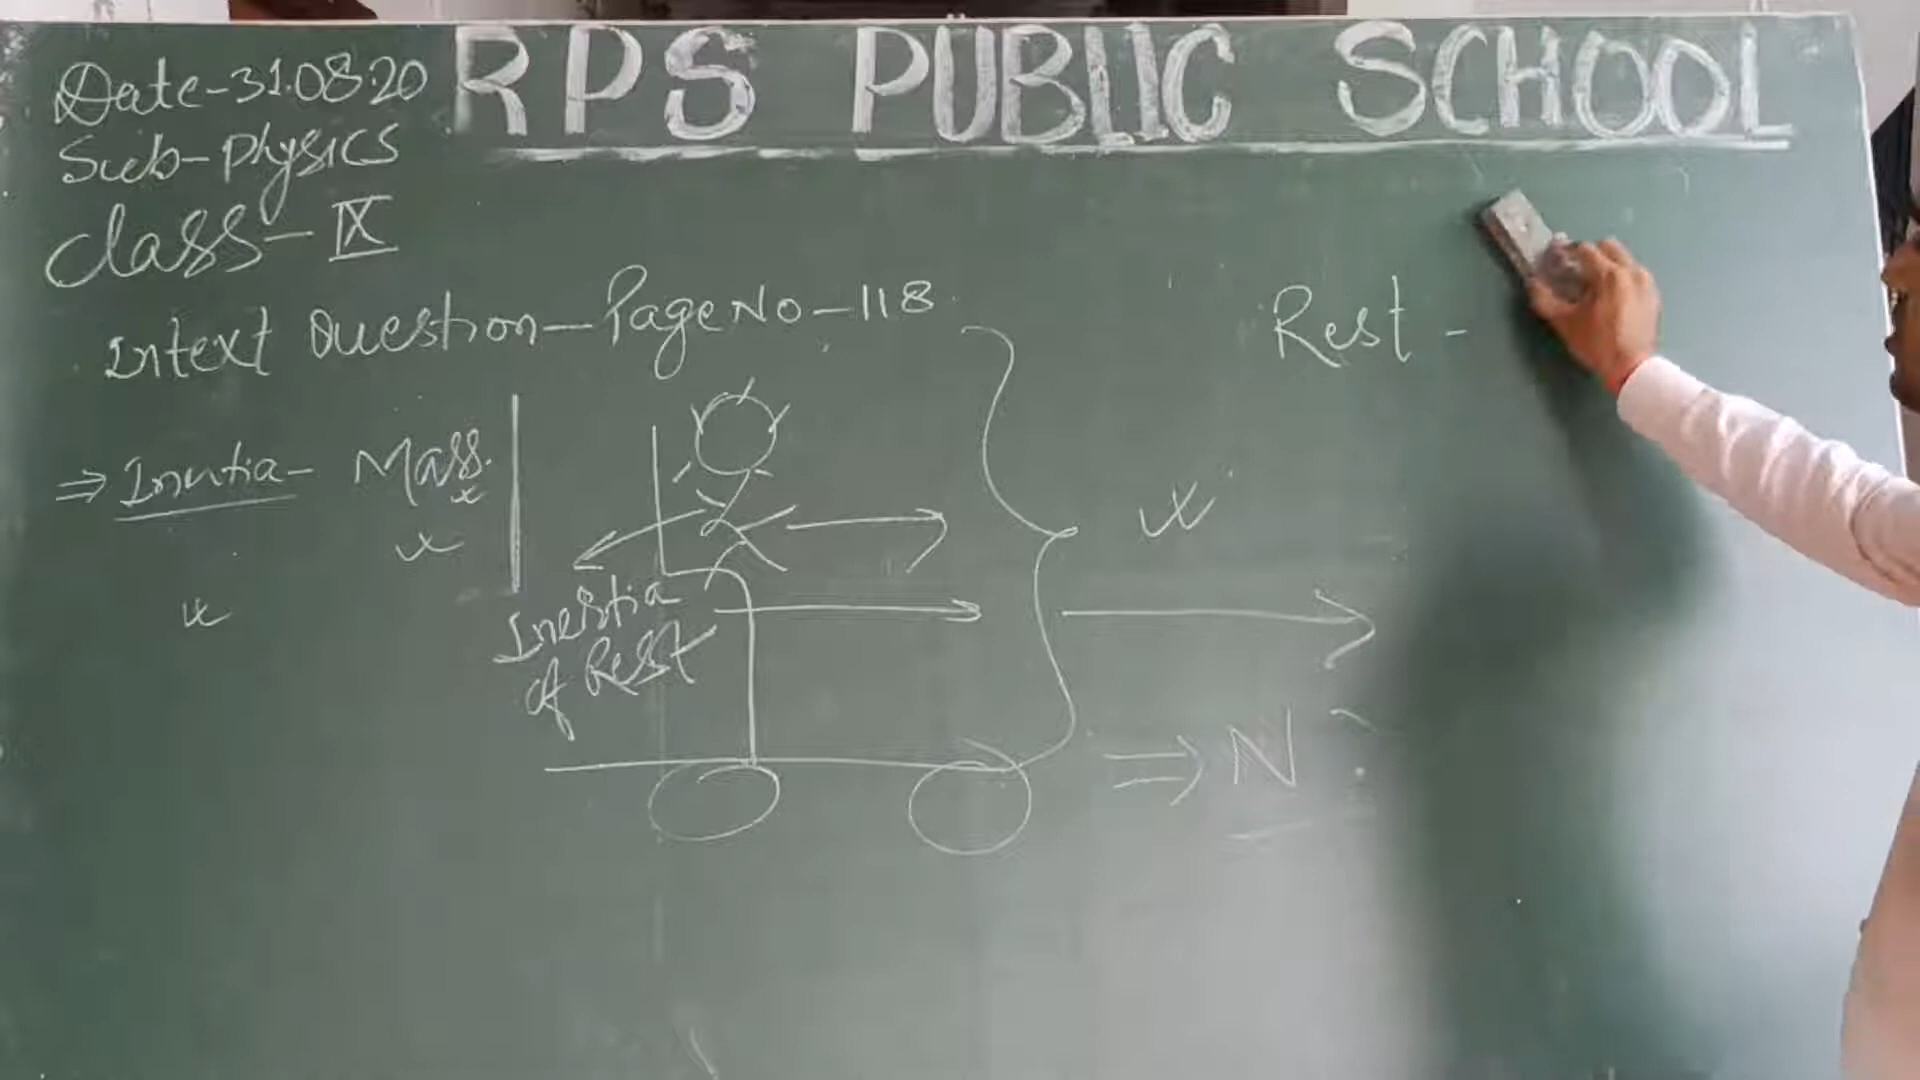 RPS PUBLIC SCHOOL
Date-31.08.20
Sub-Physics
Class-IX
Intext Question-Page No-118
Rest -
⇒ Inertia- Mass
Inertia
of Rest
⇒ N